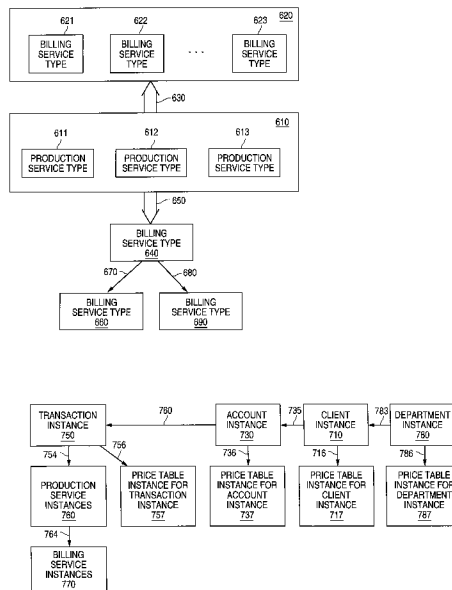 620
621
622
623
BILLING
SERVICE
TYPE
BILLING
SERVICE
TYPE
. . .
BILLING
SERVICE
TYPE
630
610
611
612
613
PRODUCTION
SERVICE TYPE
PRODUCTION
SERVICE TYPE
PRODUCTION
SERVICE TYPE
650
BILLING
SERVICE TYPE
640
670
680
BILLING
SERVICE TYPE
660
BILLING
SERVICE TYPE
690
TRANSACTION
INSTANCE
750
760
ACCOUNT
INSTANCE
730
735
CLIENT
INSTANCE
710
783
DEPARTMENT
INSTANCE
780
754
756
736
716
786
PRODUCTION
SERVICE
INSTANCES
760
PRICE TABLE
INSTANCE FOR
TRANSACTION
INSTANCE
757
PRICE TABLE
INSTANCE FOR
ACCOUNT
INSTANCE
737
PRICE TABLE
INSTANCE FOR
CLIENT
INSTANCE
717
PRICE TABLE
INSTANCE FOR
DEPARTMENT
INSTANCE
787
764
BILLING
SERVICE
INSTANCES
770